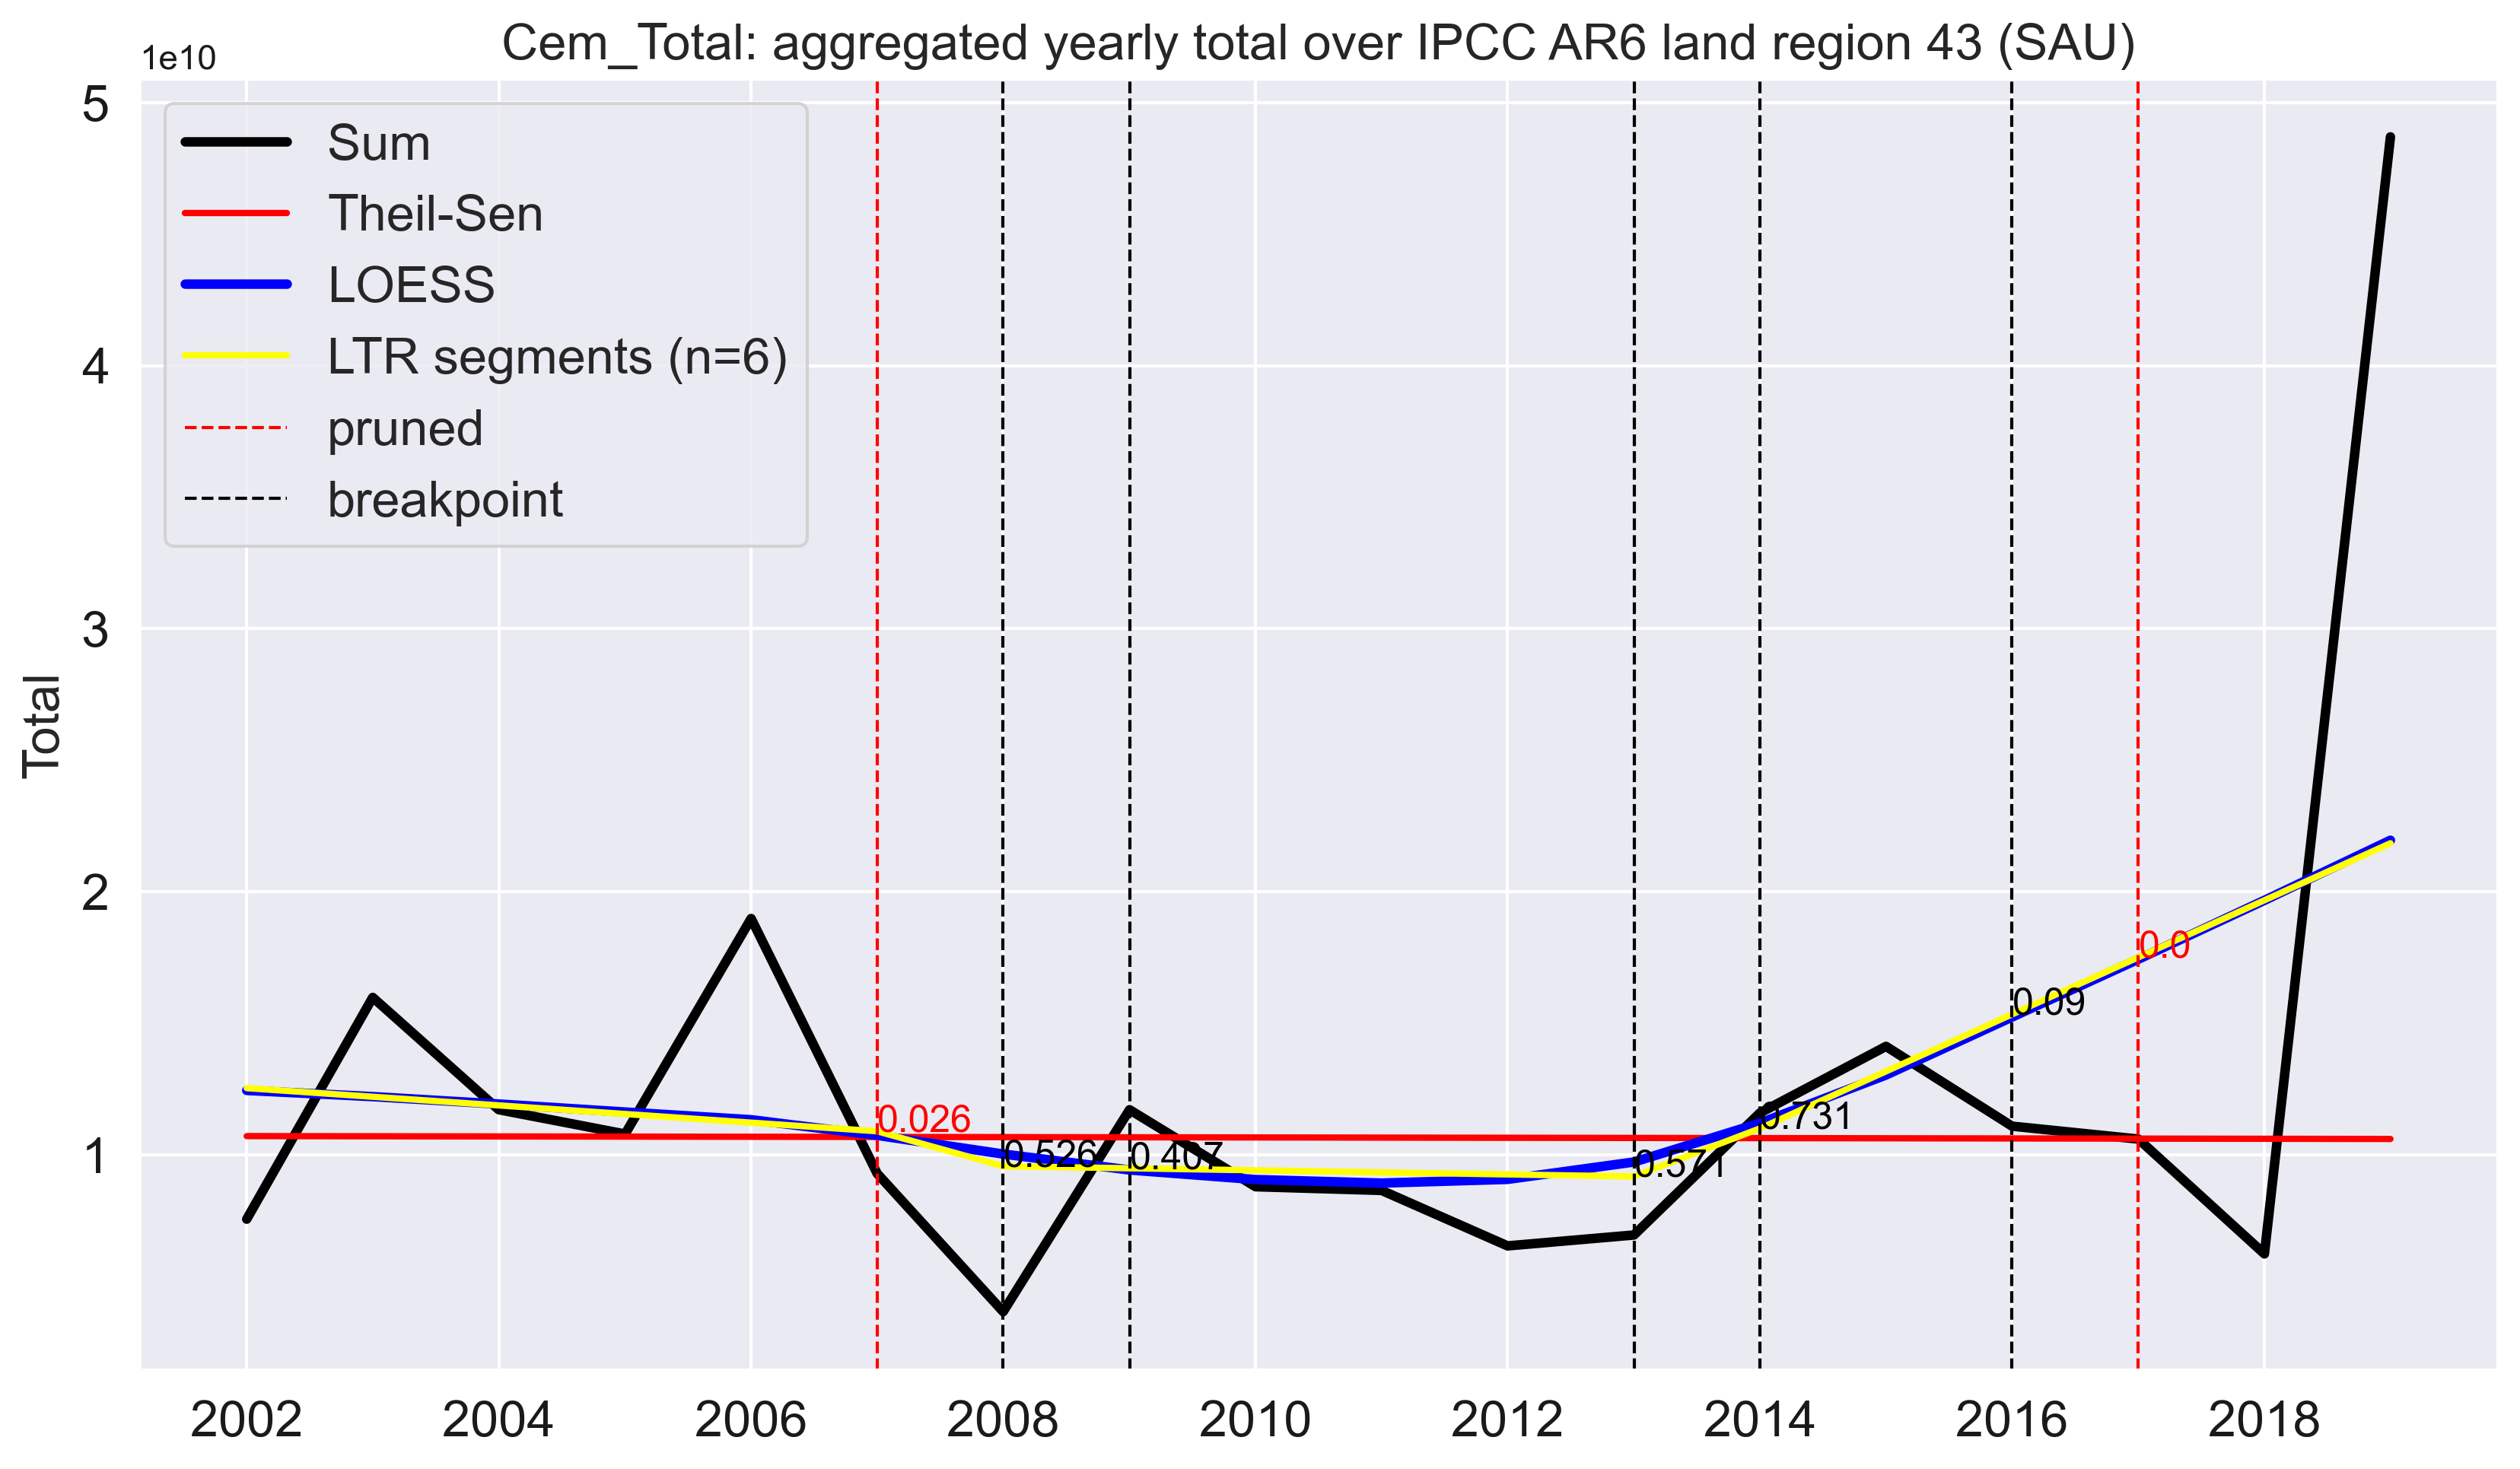 Cem_Total: aggregated yearly total over IPCC AR6 land region 43 (SAU)
1e10
5
4
3
2
1
Total
Sum
Theil-Sen
LOESS
LTR segments (n=6)
pruned
breakpoint
0.026
0.526
0.407
0.571
0.731
0.09
0.0
2002 2004 2006 2008 2010 2012 2014 2016 2018